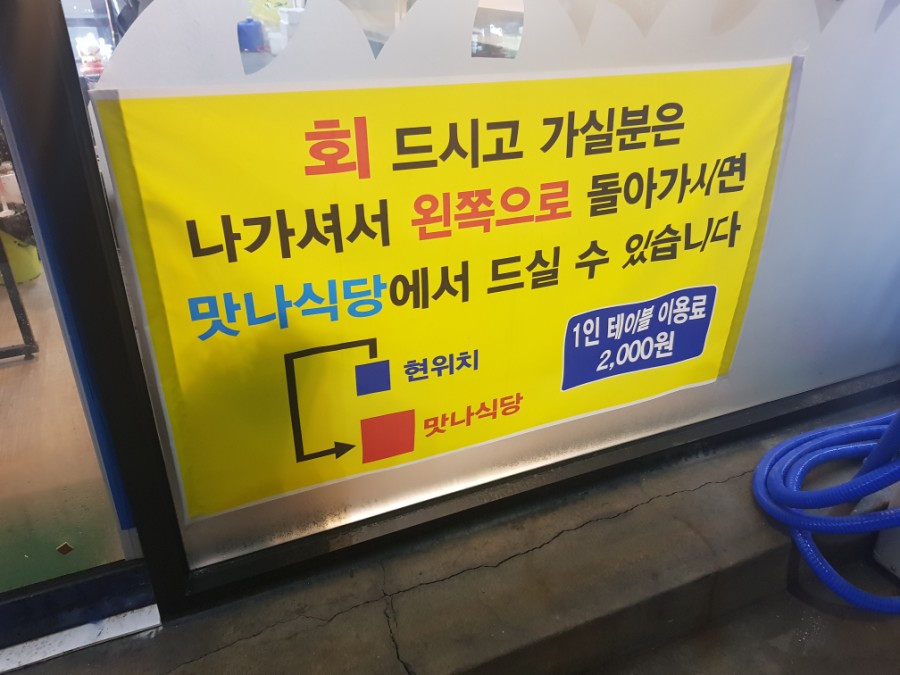 회 드시고 가실분은
나가셔서 왼쪽으로 돌아가시면
맛나식당에서 드실 수 있습니다
1인 테이블 이용료
2,000원
현위치
맛나식당